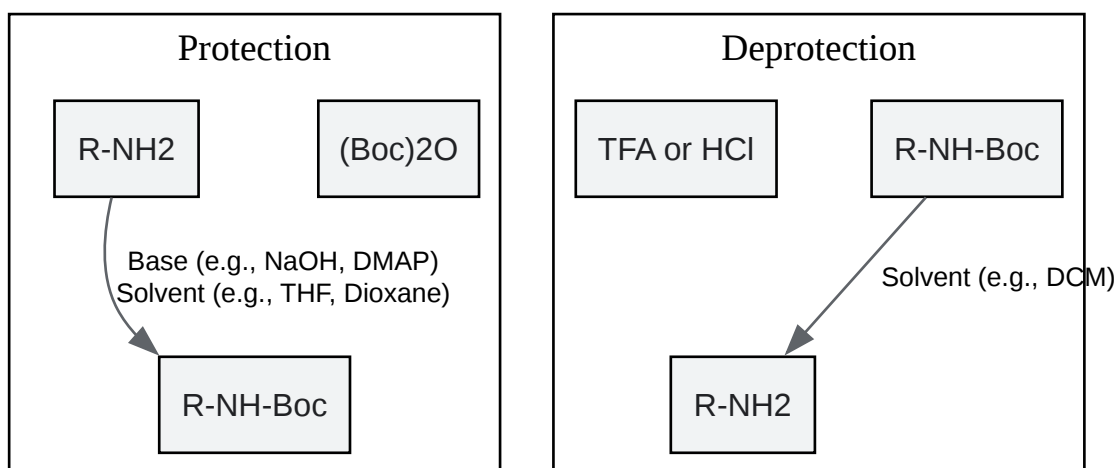 Protection
R-NH2
(Boc)2O
Base (e.g., NaOH, DMAP)
Solvent (e.g., THF, Dioxane)
R-NH-Boc
Deprotection
TFA or HCl
R-NH-Boc
Solvent (e.g., DCM)
R-NH2